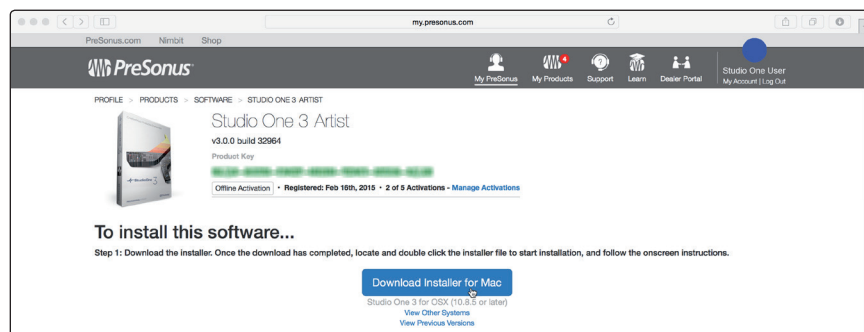 my.presonus.com
PreSonus.com Nimbit Shop
PreSonus
My PreSonus
4
My Products
Support
Learn
Dealer Portal
Studio One User
My Account | Log Out
PROFILE > PRODUCTS > SOFTWARE > STUDIO ONE 3 ARTIST
Studio One 3 Artist
v3.0.0 build 32964
Product Key
Offline Activation • Registered: Feb 16th, 2015 • 2 of 5 Activations - Manage Activations
To install this software...
Step 1: Download the installer. Once the download has completed, locate and double click the installer file to start installation, and follow the onscreen instructions.
Download Installer for Mac
Studio One 3 for OSX (10.8.5 or later)
View Other Systems
View Previous Versions